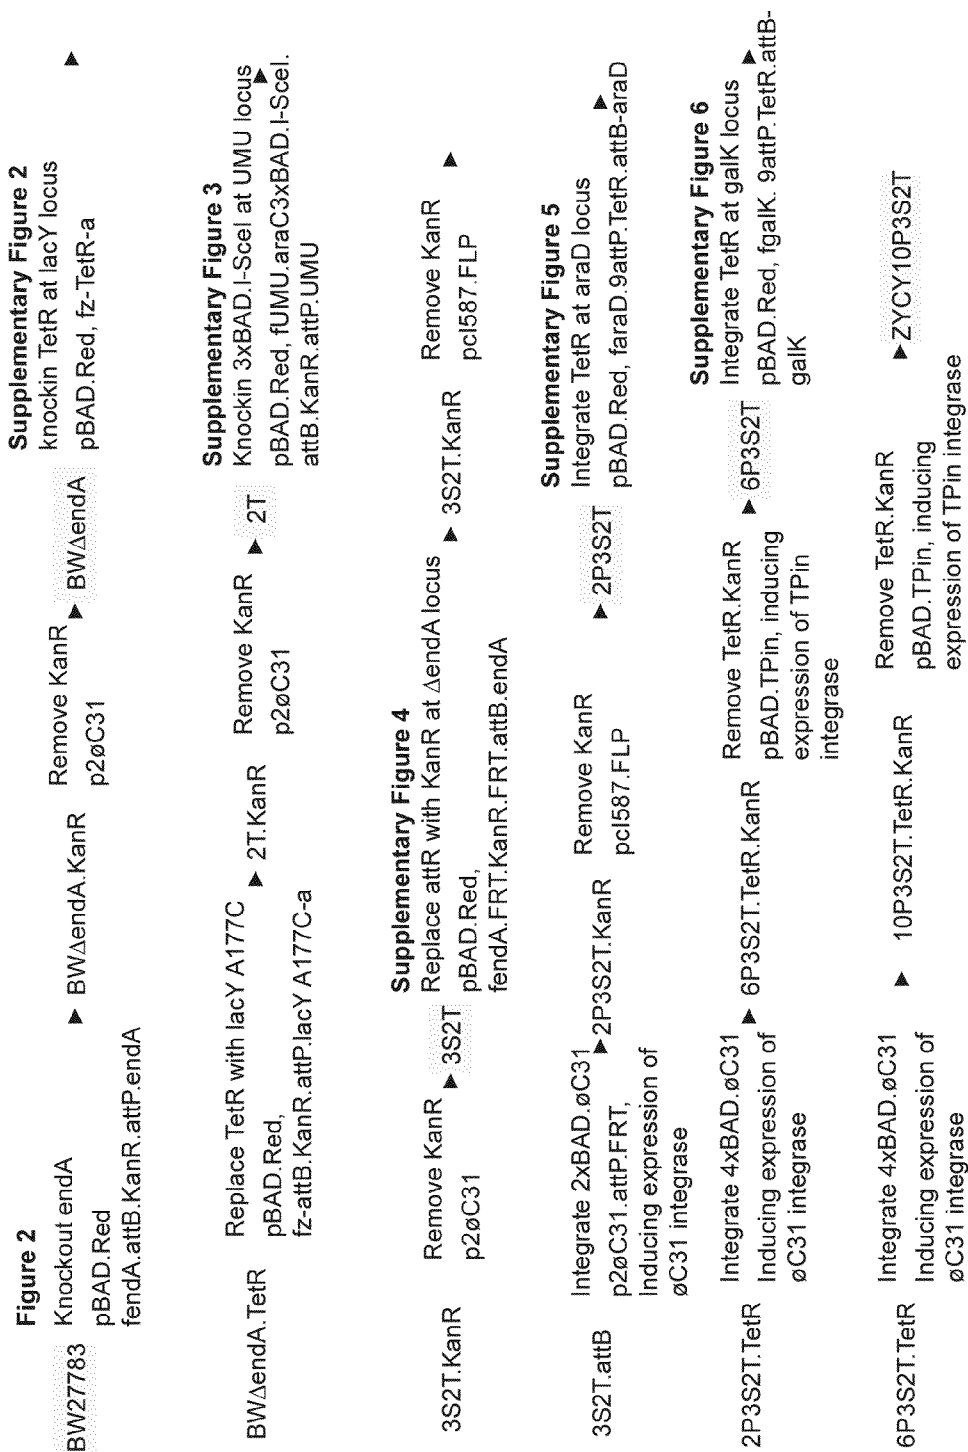 BW27783
Figure 2
Knockout endA
pBAD.Red
fendA.attB.KanR.attP.endA
▶ BWΔendA.KanR
Remove KanR
p2øC31
▶ BWΔendA
Supplementary Figure 2
knockin TetR at lacY locus
pBAD.Red, fz-TetR-a
▶
BWΔendA.TetR
Replace TetR with lacY A177C
pBAD.Red,
fz-attB.KanR.attP.lacY A177C-a
▶ 2T.KanR
Remove KanR
p2øC31
▶ 2T
Supplementary Figure 3
Knockin 3xBAD.I-SceI at UMU locus
pBAD.Red, fUMU.araC3xBAD.I-SceI.
attB.KanR.attP.UMU
▶
3S2T.KanR
Remove KanR
p2øC31
▶ 3S2T
Supplementary Figure 4
Replace attR with KanR at ΔendA locus
pBAD.Red,
fendA.FRT.KanR.FRT.attB.endA
▶ 3S2T.KanR
Remove KanR
pcI587.FLP
▶
3S2T.attB
Integrate 2xBAD.øC31
p2øC31.attP.FRT,
Inducing expression of
øC31 integrase
▶ 2P3S2T.KanR
Remove KanR
pcI587.FLP
▶ 2P3S2T
Supplementary Figure 5
Integrate TetR at araD locus
pBAD.Red, faraD.9attP.TetR.attB-araD
▶
2P3S2T.TetR
Integrate 4xBAD.øC31
Inducing expression of
øC31 integrase
▶ 6P3S2T.TetR.KanR
Remove TetR.KanR
pBAD.TPin, inducing
expression of TPin
integrase
▶ 6P3S2T
Supplementary Figure 6
Integrate TetR at galK locus
pBAD.Red, fgalK. 9attP.TetR.attB-
galK
▶
6P3S2T.TetR
Integrate 4xBAD.øC31
Inducing expression of
øC31 integrase
▶ 10P3S2T.TetR.KanR
Remove TetR.KanR
pBAD.TPin, inducing
expression of TPin integrase
▶ ZYCY10P3S2T